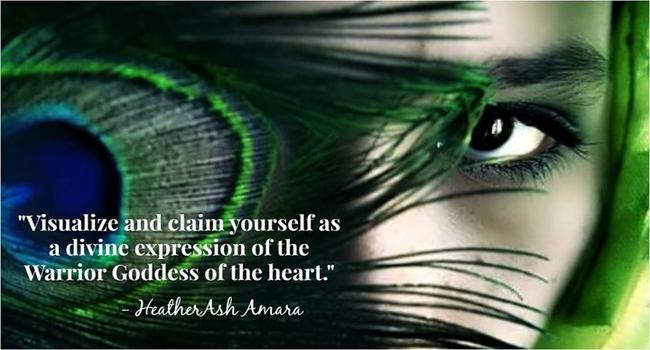 "Visualize and claim yourself as
a divine expression of the
Warrior Goddess of the heart."
- HeatherAsh Amara